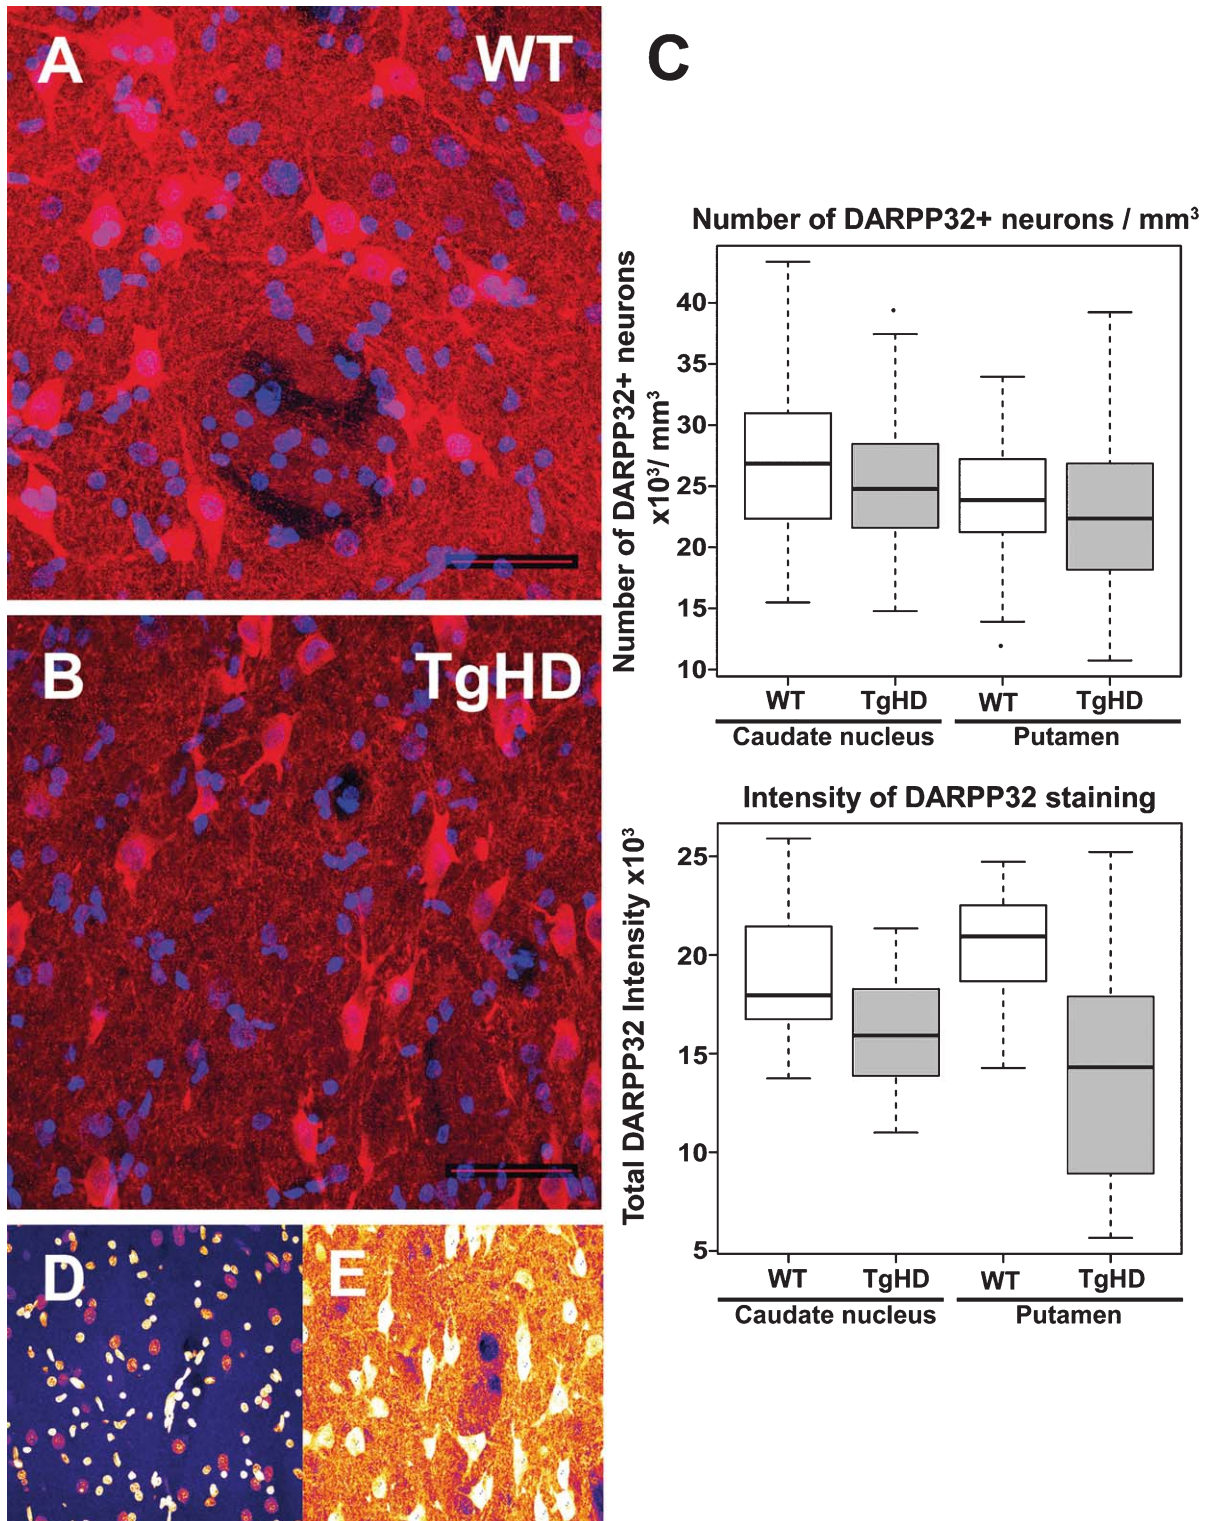 A
WT
B
TgHD
D
E
C
Number of DARPP32+ neurons / mm³
Number of DARPP32+ neurons
x10³/ mm³
40
35
30
25
20
15
10
WT
TgHD
WT
TgHD
Caudate nucleus
Putamen
Intensity of DARPP32 staining
Total DARPP32 Intensity x10³
25
20
15
10
5
WT
TgHD
WT
TgHD
Caudate nucleus
Putamen